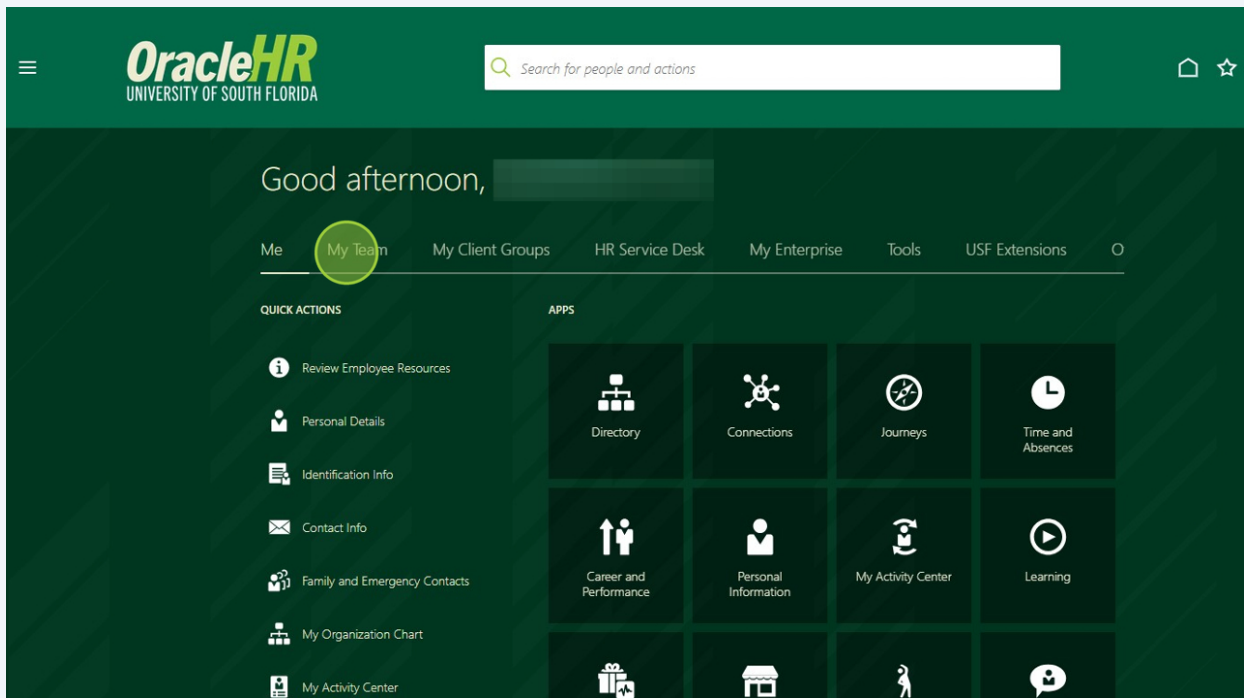 OracleHR
UNIVERSITY OF SOUTH FLORIDA
Search for people and actions
Good afternoon,
Me My Team My Client Groups HR Service Desk My Enterprise Tools USF Extensions O
QUICK ACTIONS
Review Employee Resources
Personal Details
Identification Info
Contact Info
Family and Emergency Contacts
My Organization Chart
My Activity Center
APPS
Directory
Connections
Journeys
Time and
Absences
Career and
Performance
Personal
Information
My Activity Center
Learning